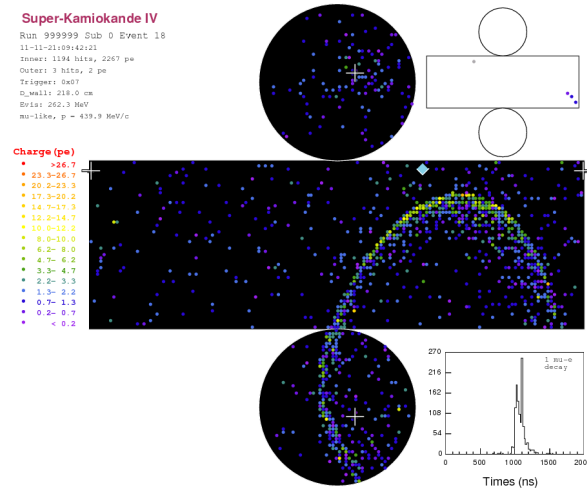 Super-Kamiokande IV
Run 999999 Sub 0 Event 18
11-11-21:09:42:21
Inner: 1194 hits, 2267 pe
Outer: 3 hits, 2 pe
Trigger: 0x07
D_wall: 218.0 cm
Evis: 262.3 MeV
mu-like, p = 439.9 MeV/c
Charge(pe)
>26.7
23.3-26.7
20.2-23.3
17.3-20.2
14.7-17.3
12.2-14.7
10.0-12.2
8.0-10.0
6.2- 8.0
4.7- 6.2
3.3- 4.7
2.2- 3.3
1.3- 2.2
0.7- 1.3
0.2- 0.7
< 0.2
1 mu-e
decay
270
216
162
108
54
0
0 500 1000 1500 200
Times (ns)